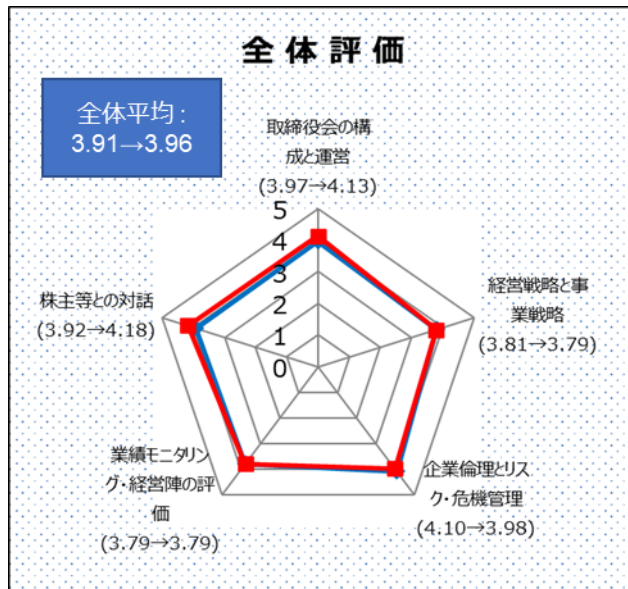 全体評価
全体平均：
3.91→3.96
取締役会の構
成と運営
(3.97→4.13)
5
4
3
2
1
0
経営戦略と事
業戦略
(3.81→3.79)
株主等との対話
(3.92→4.18)
業績モニタリン
グ・経営陣の評
価
(3.79→3.79)
企業倫理とリス
ク・危機管理
(4.10→3.98)